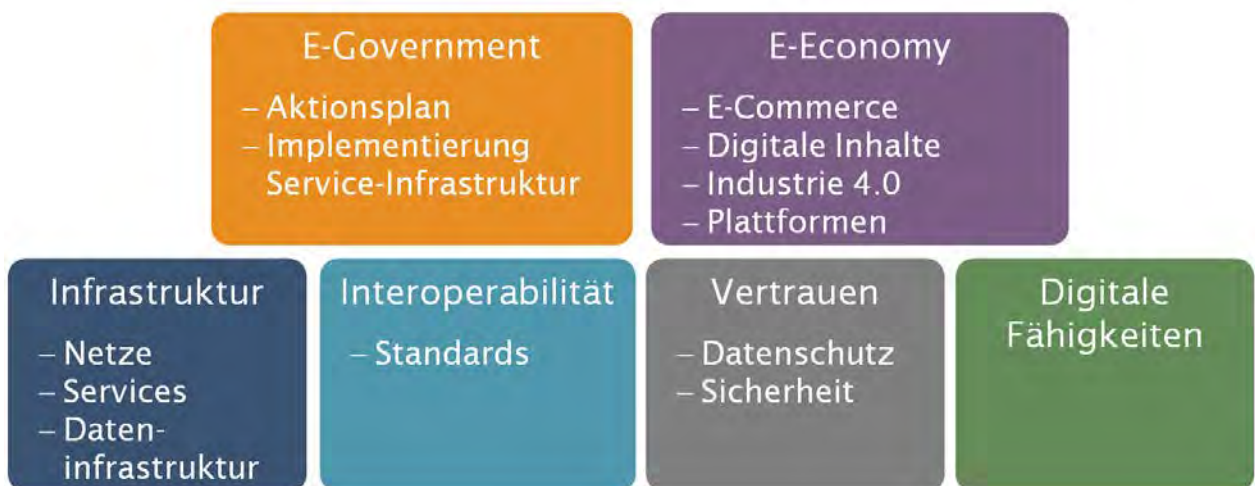 E-Government
– Aktionsplan
– Implementierung
Service-Infrastruktur
E-Economy
– E-Commerce
– Digitale Inhalte
– Industrie 4.0
– Plattformen
Infrastruktur
– Netze
– Services
– Daten-
infrastruktur
Interoperabilität
– Standards
Vertrauen
– Datenschutz
– Sicherheit
Digitale
Fähigkeiten